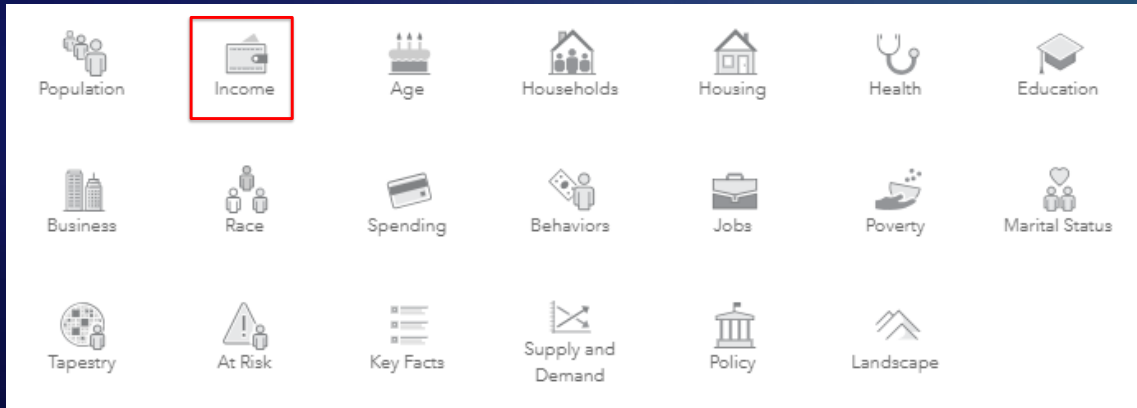 Population
Income
Age
Households
Housing
Health
Education
Business
Race
Spending
Behaviors
Jobs
Poverty
Marital Status
Tapestry
At Risk
Key Facts
Supply and
Demand
Policy
Landscape